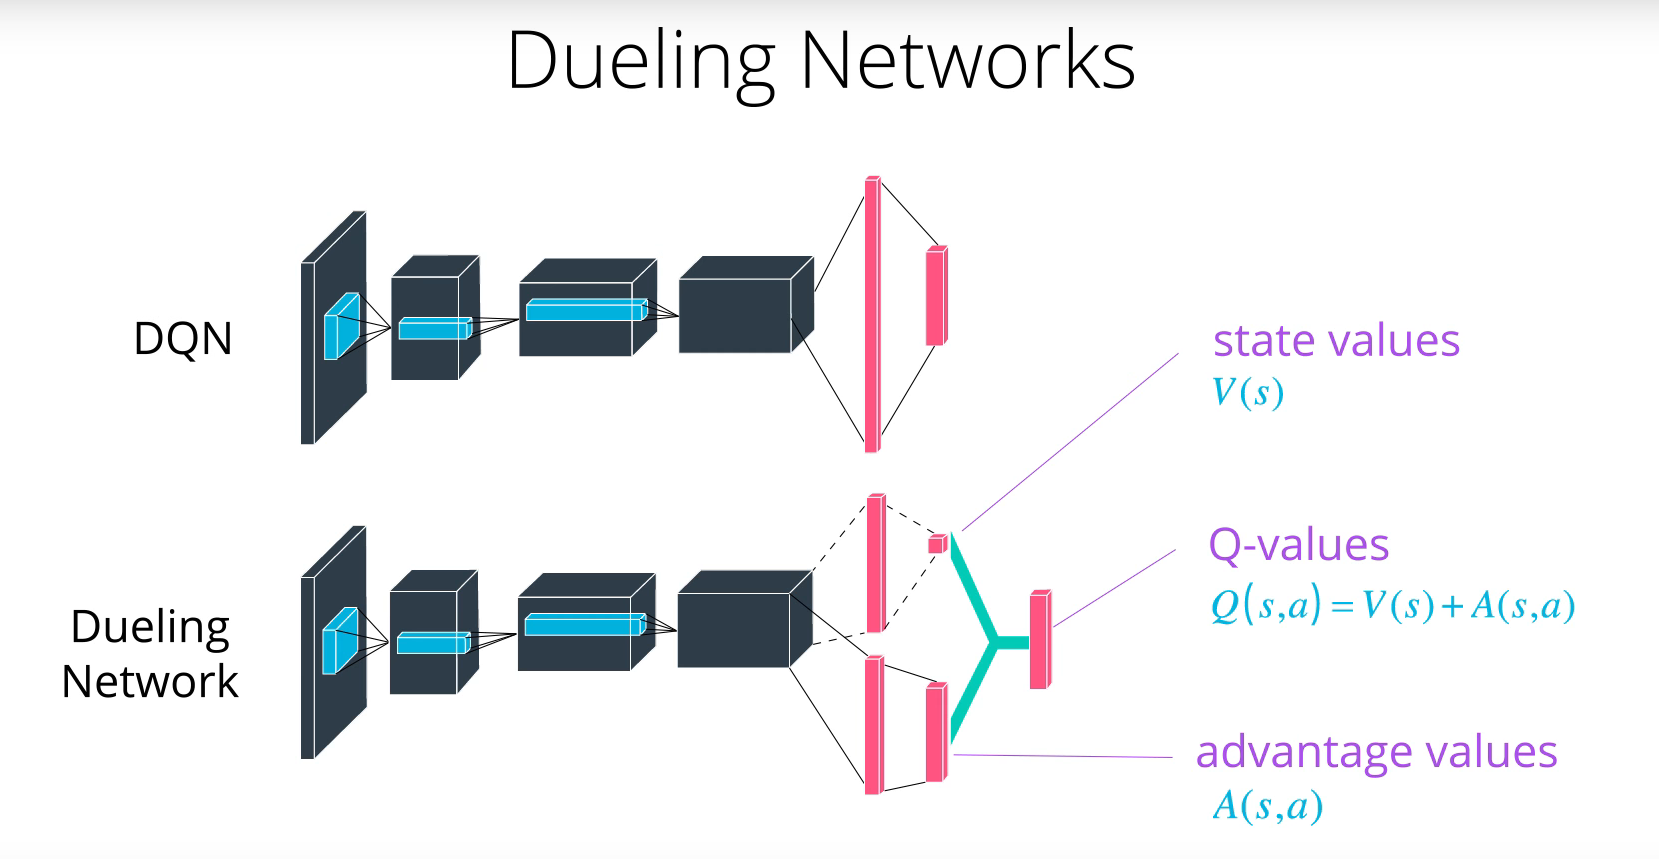 Dueling Networks
DQN
state values
V(s)
Q-values
Q(s,a) = V(s) + A(s,a)
Dueling
Network
advantage values
A(s,a)